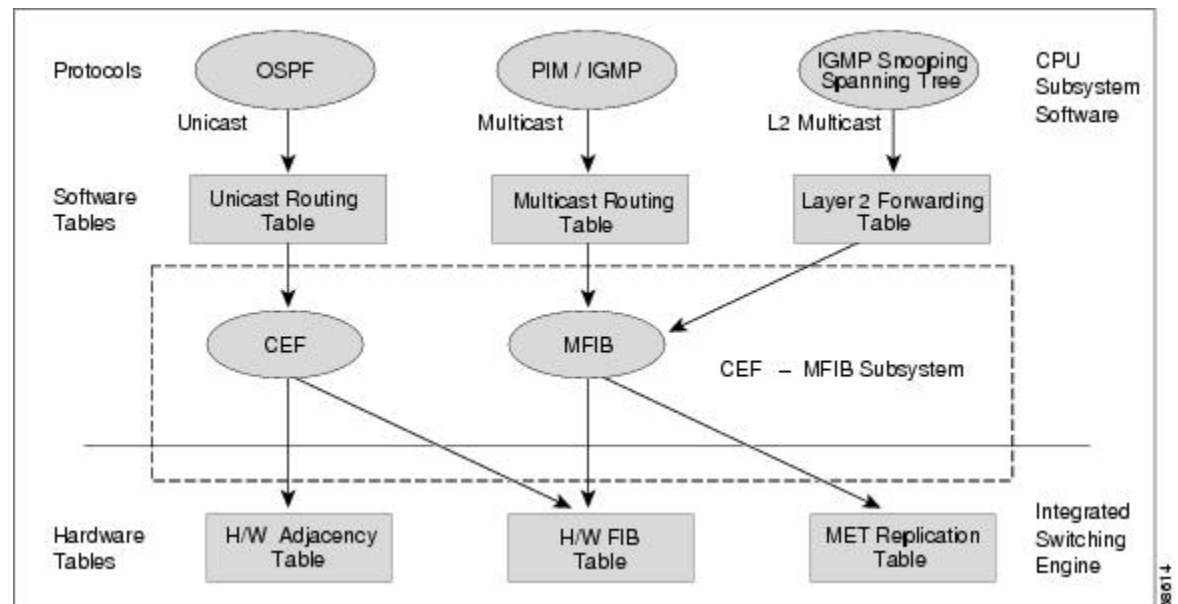 Protocols
OSPF
PIM / IGMP
IGMP Snooping
Spanning Tree
CPU
Subsystem
Software
Unicast
Multicast
L2 Multicast
Software
Tables
Unicast Routing
Table
Multicast Routing
Table
Layer 2 Forwarding
Table
CEF
MFIB
CEF – MFIB Subsystem
Hardware
Tables
H/W Adjacency
Table
H/W FIB
Table
MET Replication
Table
Integrated
Switching
Engine